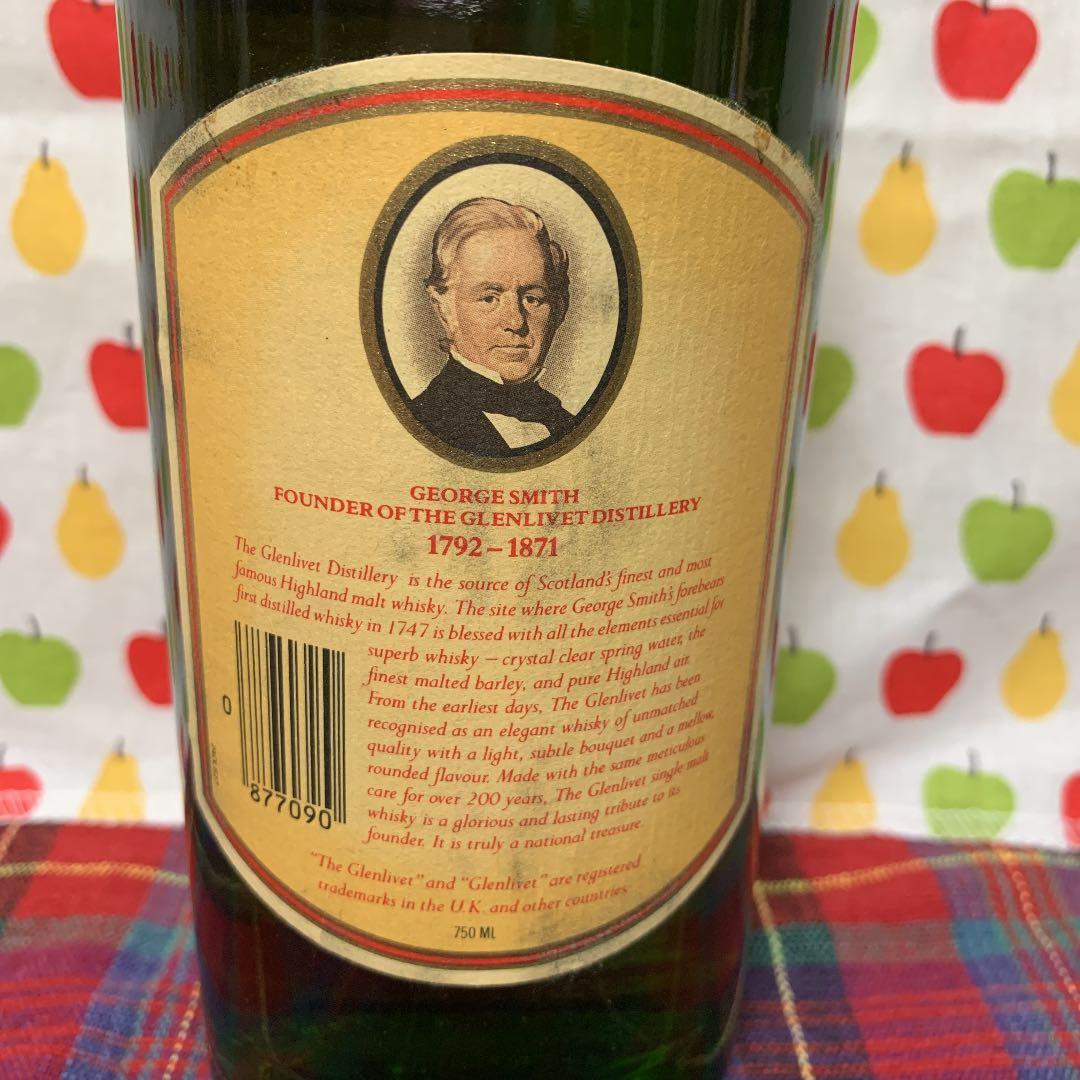 GEORGE SMITH
FOUNDER OF THE GLENLIVET DISTILLERY
1792 – 1871
The Glenlivet Distillery is the source of Scotland's finest and most
famous Highland malt whisky. The site where George Smith's forebears
first distilled whisky in 1747 is blessed with all the elements essential for
superb whisky – crystal clear spring water, the
finest malted barley, and pure Highland air.
From the earliest days, The Glenlivet has been
recognised as an elegant whisky of unmatched
quality with a light, subtle bouquet and a mellow,
rounded flavour. Made with the same meticulous
care for over 200 years, The Glenlivet single malt
whisky is a glorious and lasting tribute to its
founder. It is truly a national treasure.
0
877090
"The Glenlivet" and "Glenlivet" are registered
trademarks in the U.K. and other countries.
750 ML